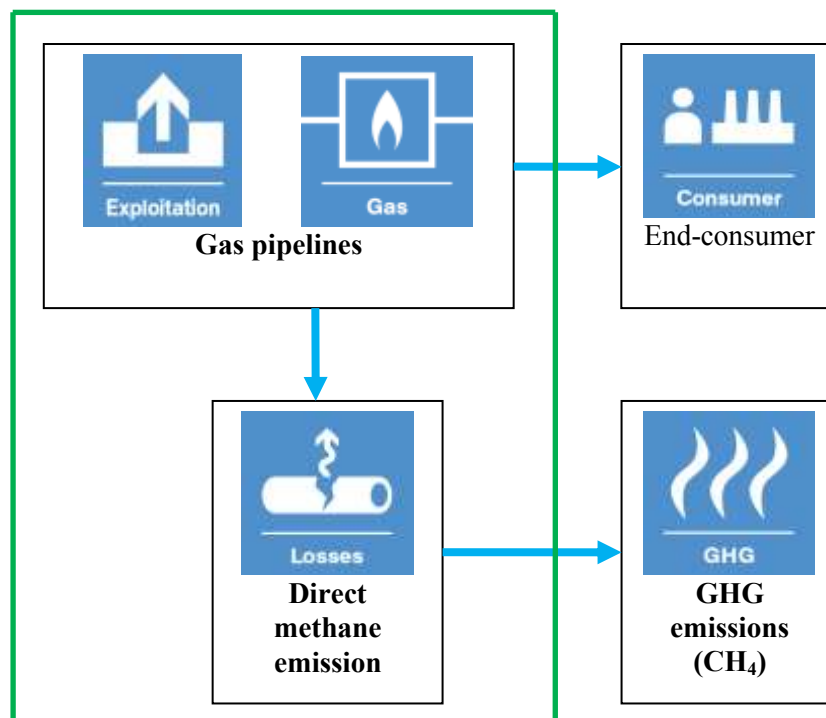 Exploitation
Gas
Gas pipelines
Consumer
End-consumer
Losses
Direct
methane
emission
GHG
GHG
emissions
(CH₄)